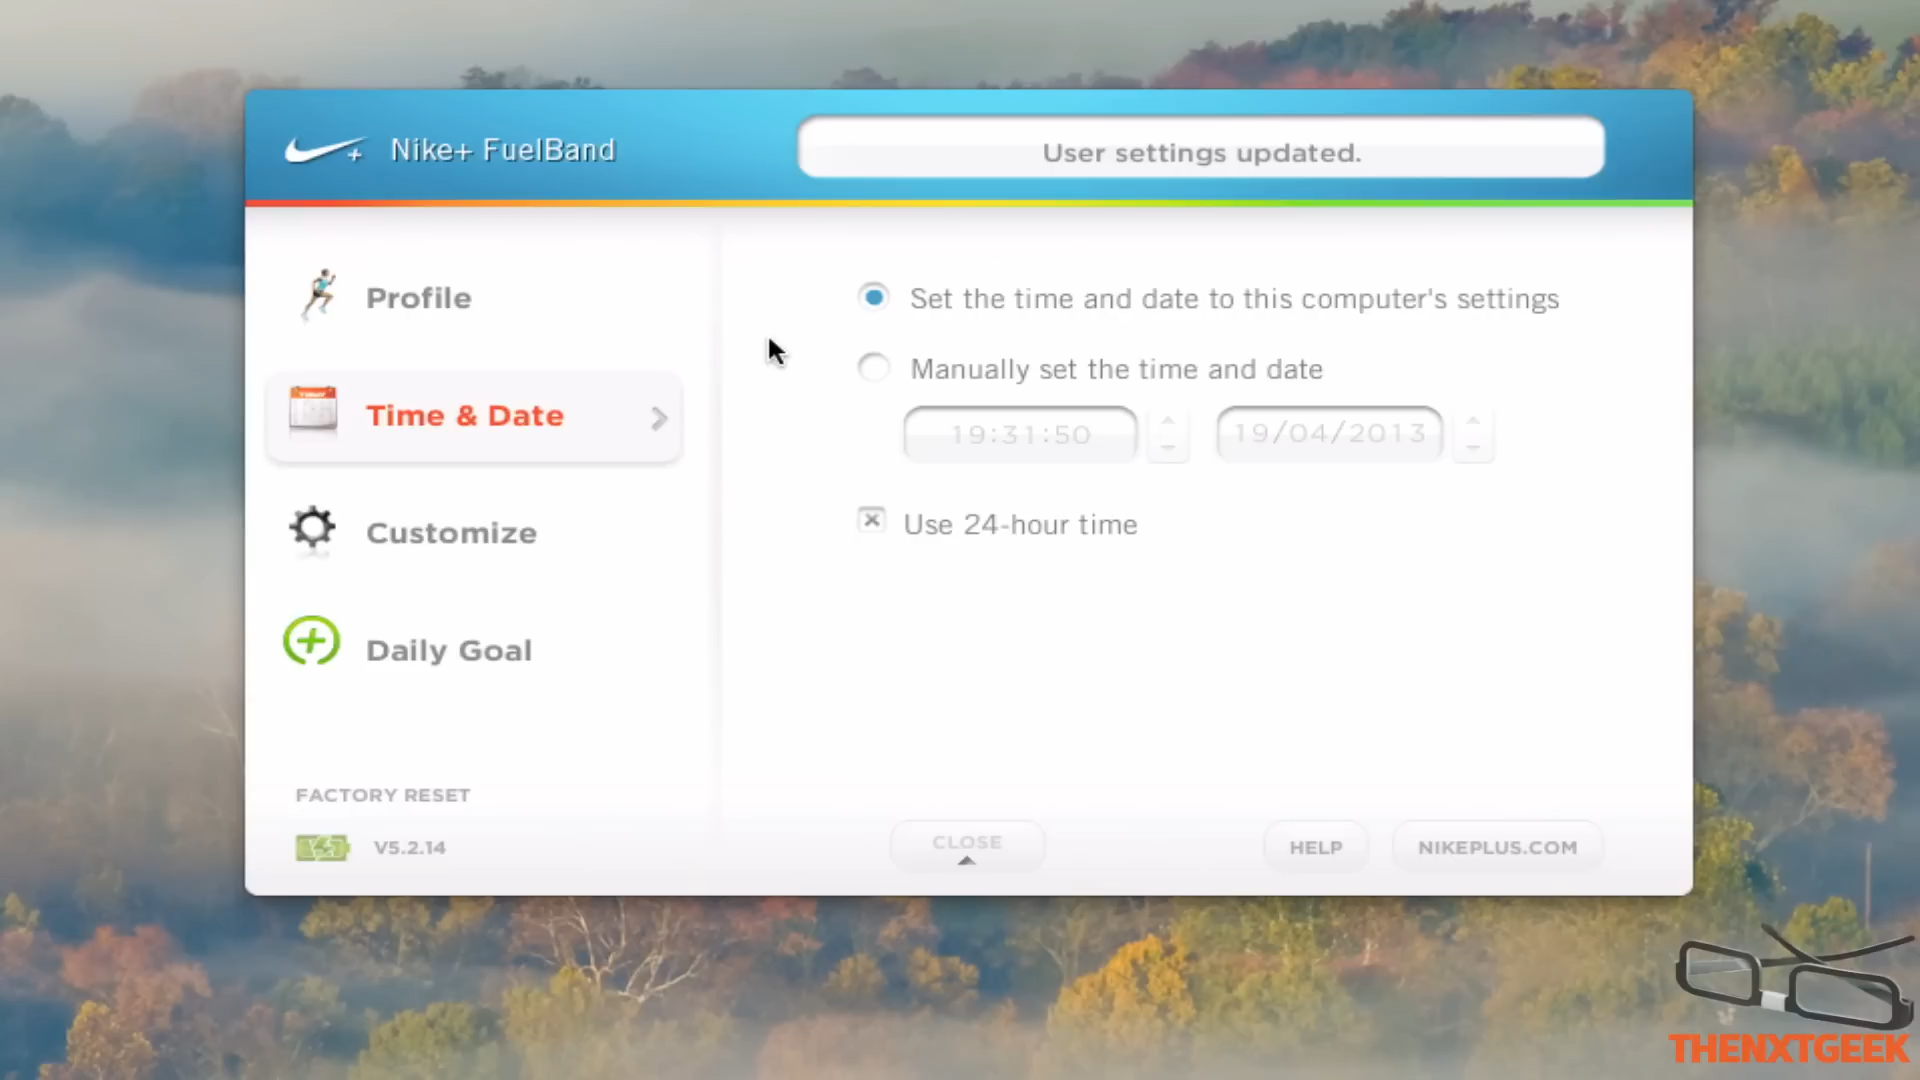 Nike+ FuelBand
User settings updated.
Profile
Time & Date
Customize
Daily Goal
FACTORY RESET
V5.2.14
Set the time and date to this computer's settings
Manually set the time and date
19:31:50
19/04/2013
Use 24-hour time
CLOSE
HELP
NIKEPLUS.COM
THENXTGEEK